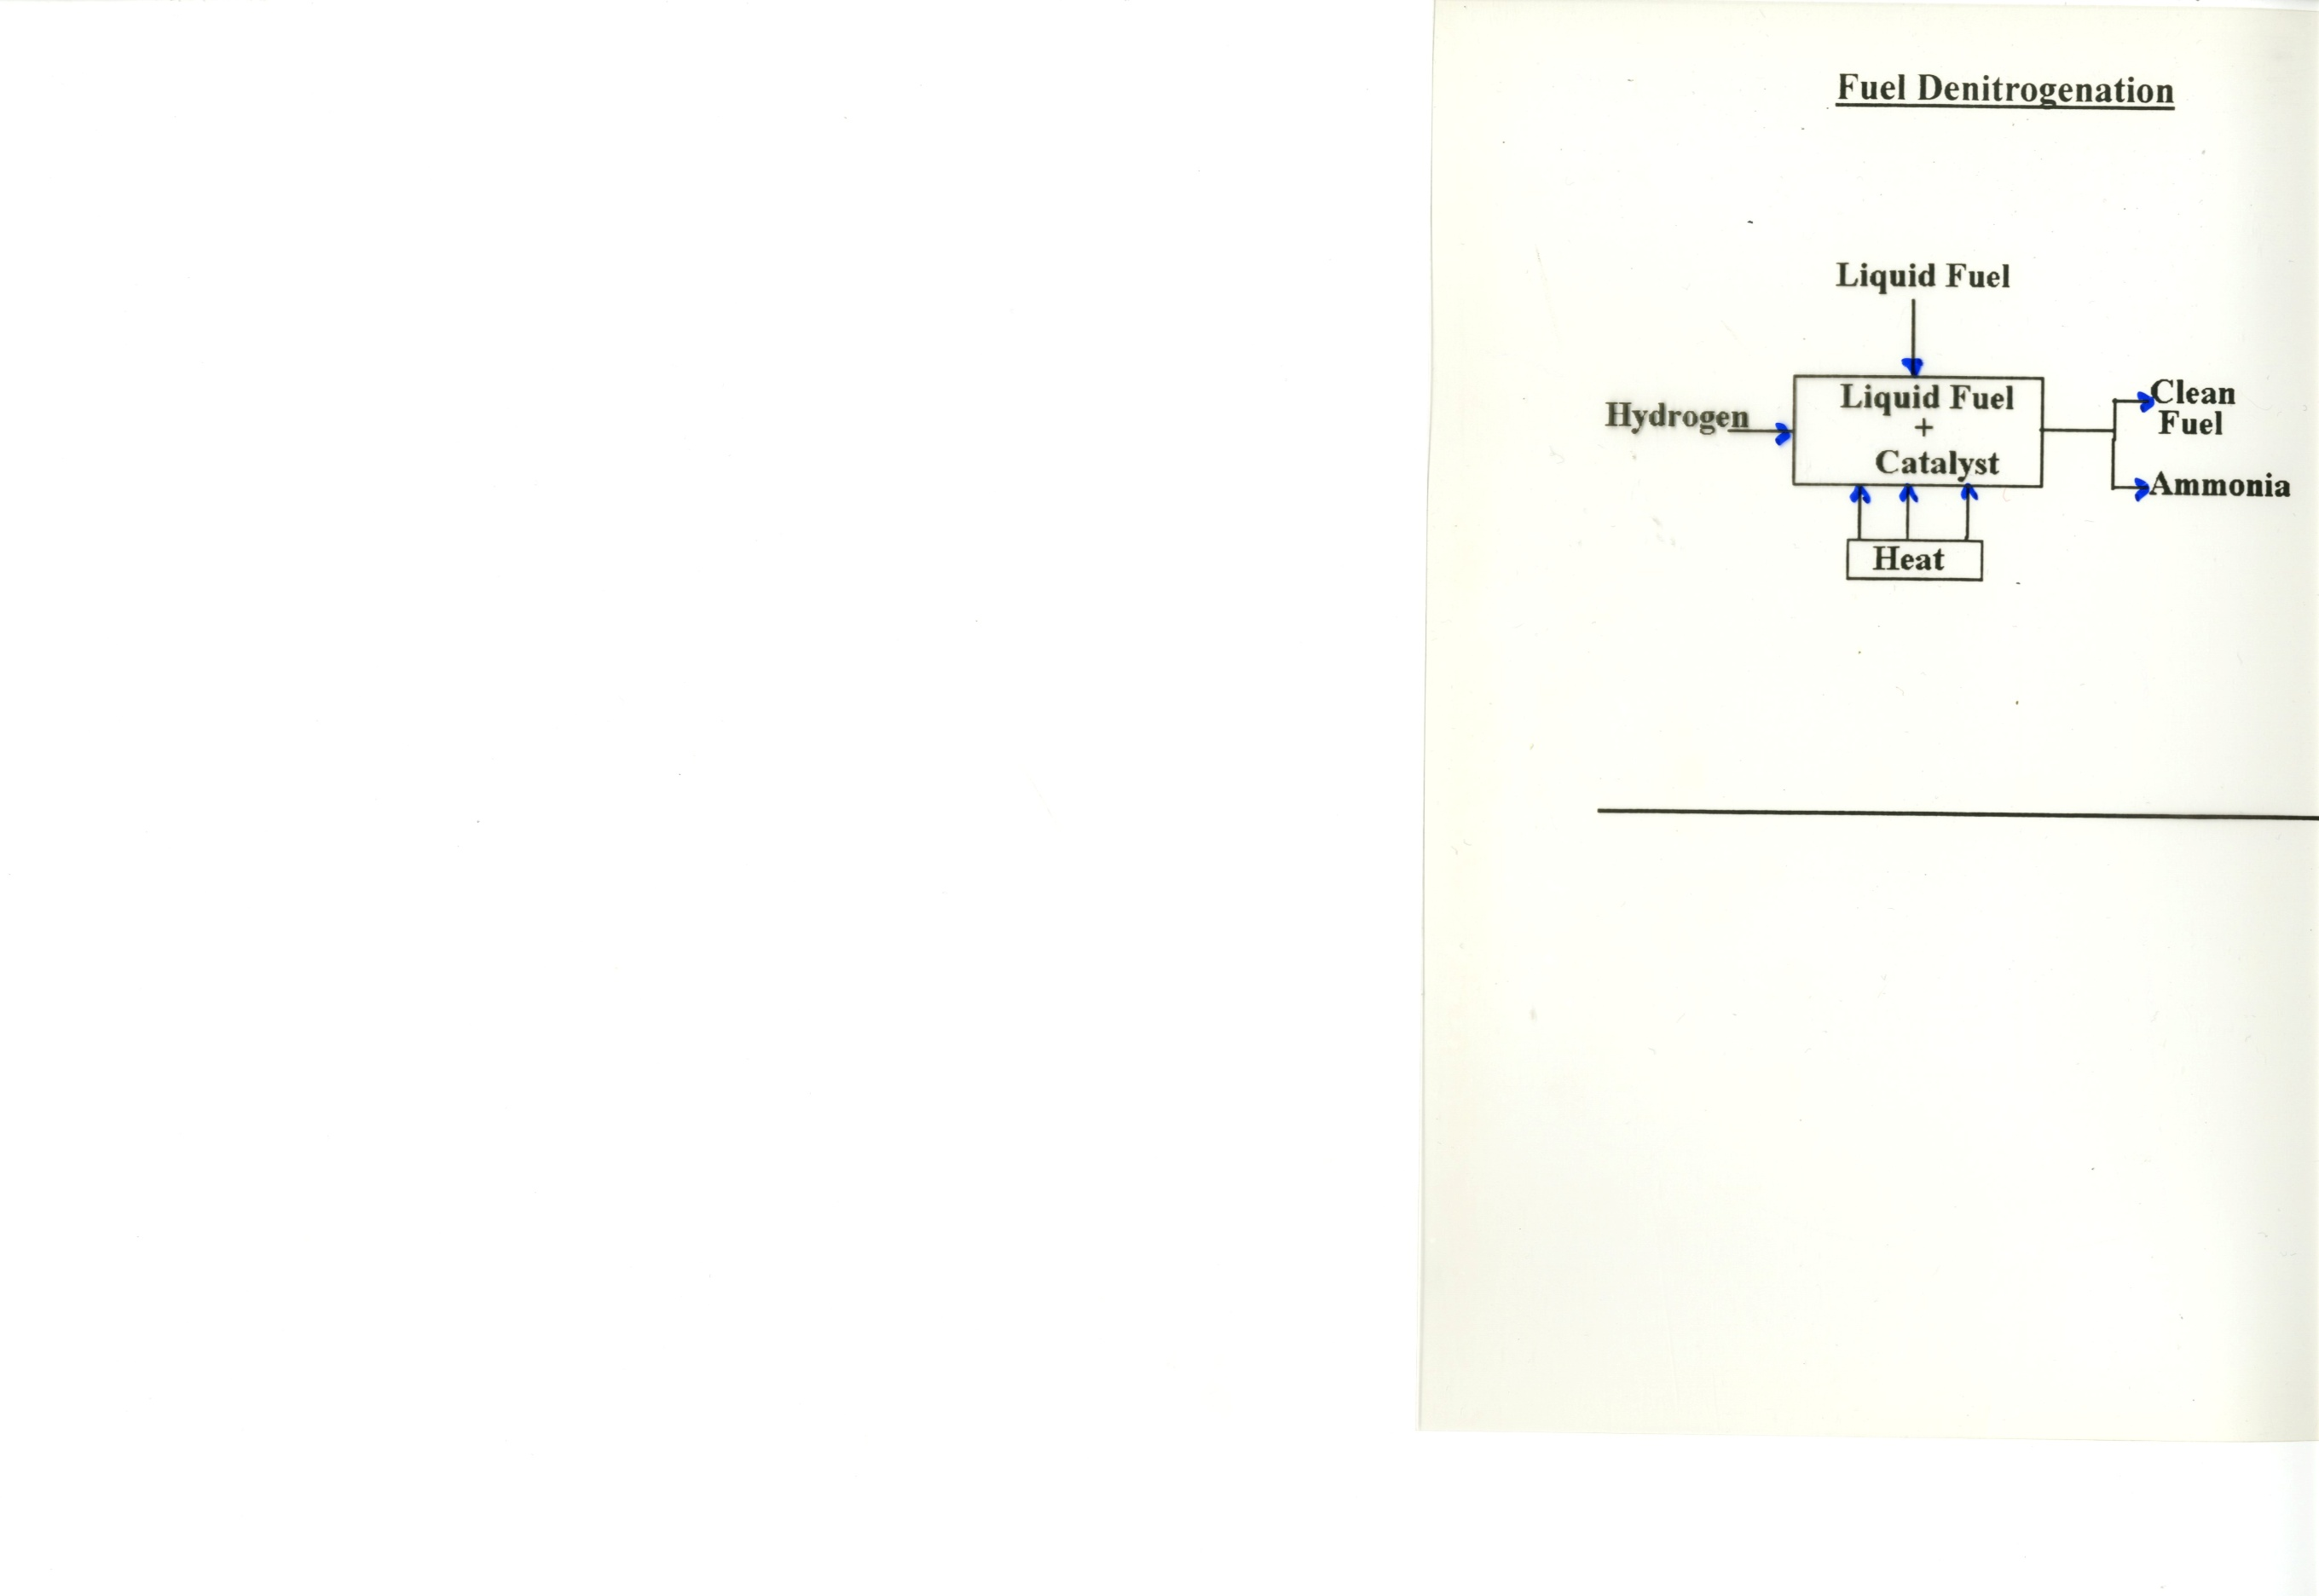 Fuel Denitrogenation
Liquid Fuel
Hydrogen
Liquid Fuel
+
Catalyst
Clean
Fuel
Ammonia
Heat